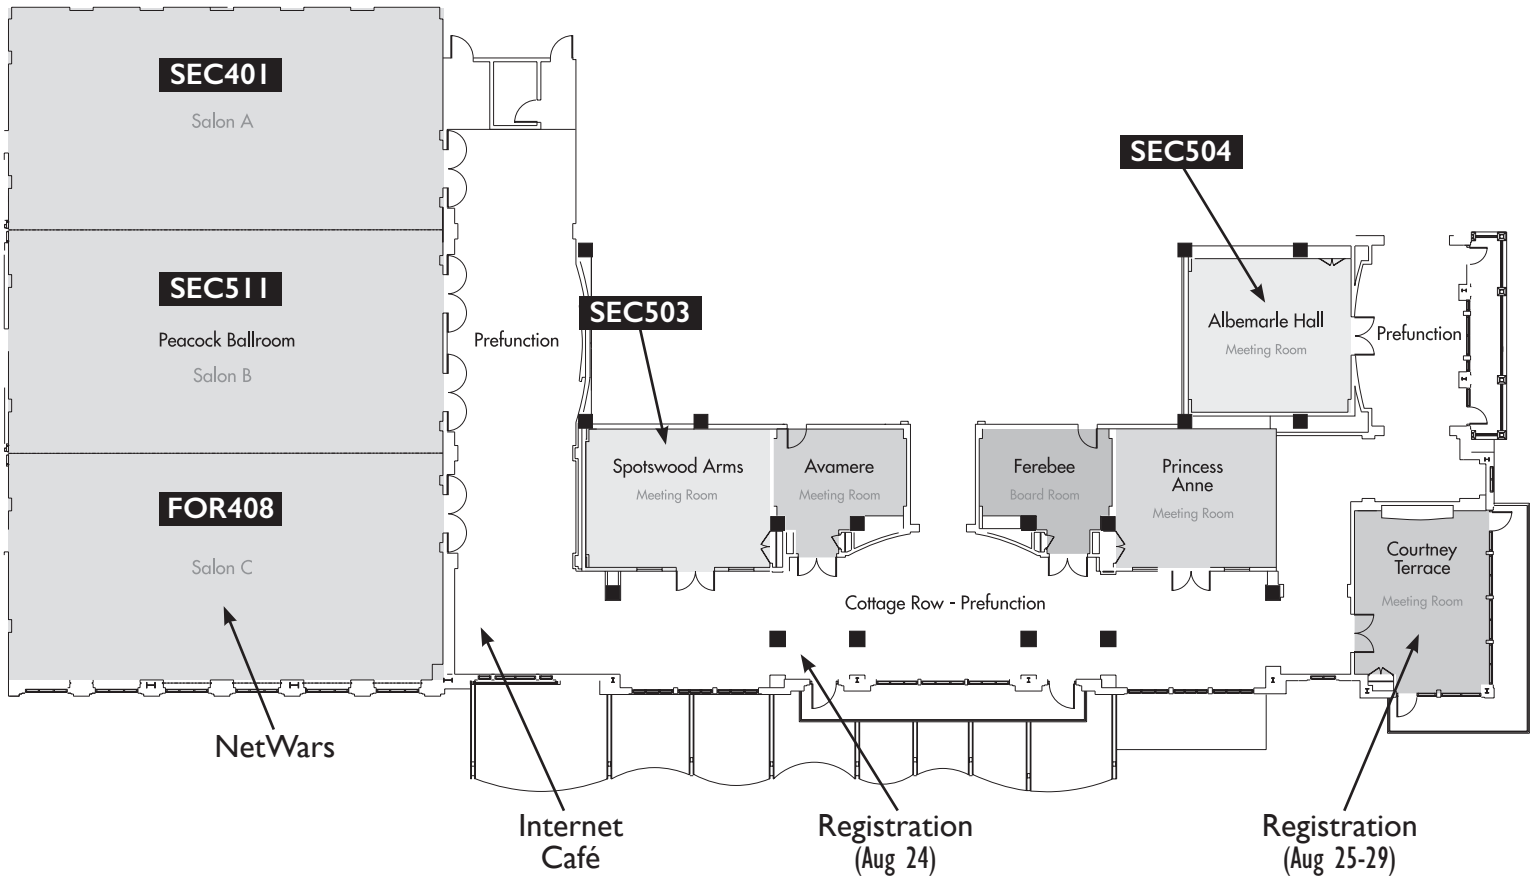 SEC401
Salon A
SEC504
SEC511
Peacock Ballroom
Salon B
Prefunction
SEC503
Albemarle Hall
Meeting Room
Prefunction
Spotswood Arms
Meeting Room
Avamere
Meeting Room
Ferebee
Board Room
Princess
Anne
Meeting Room
FOR408
Salon C
Courtney
Terrace
Meeting Room
Cottage Row - Prefunction
NetWars
Internet
Café
Registration
(Aug 24)
Registration
(Aug 25-29)